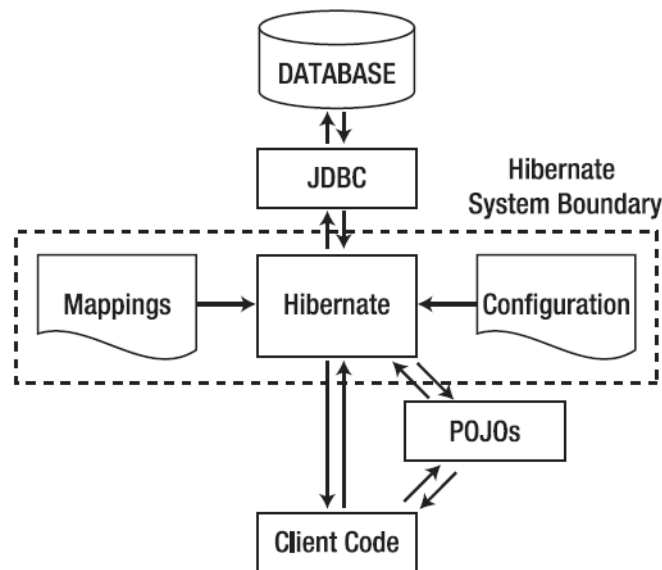 DATABASE
JDBC
Hibernate
System Boundary
Mappings
Hibernate
Configuration
POJOs
Client Code